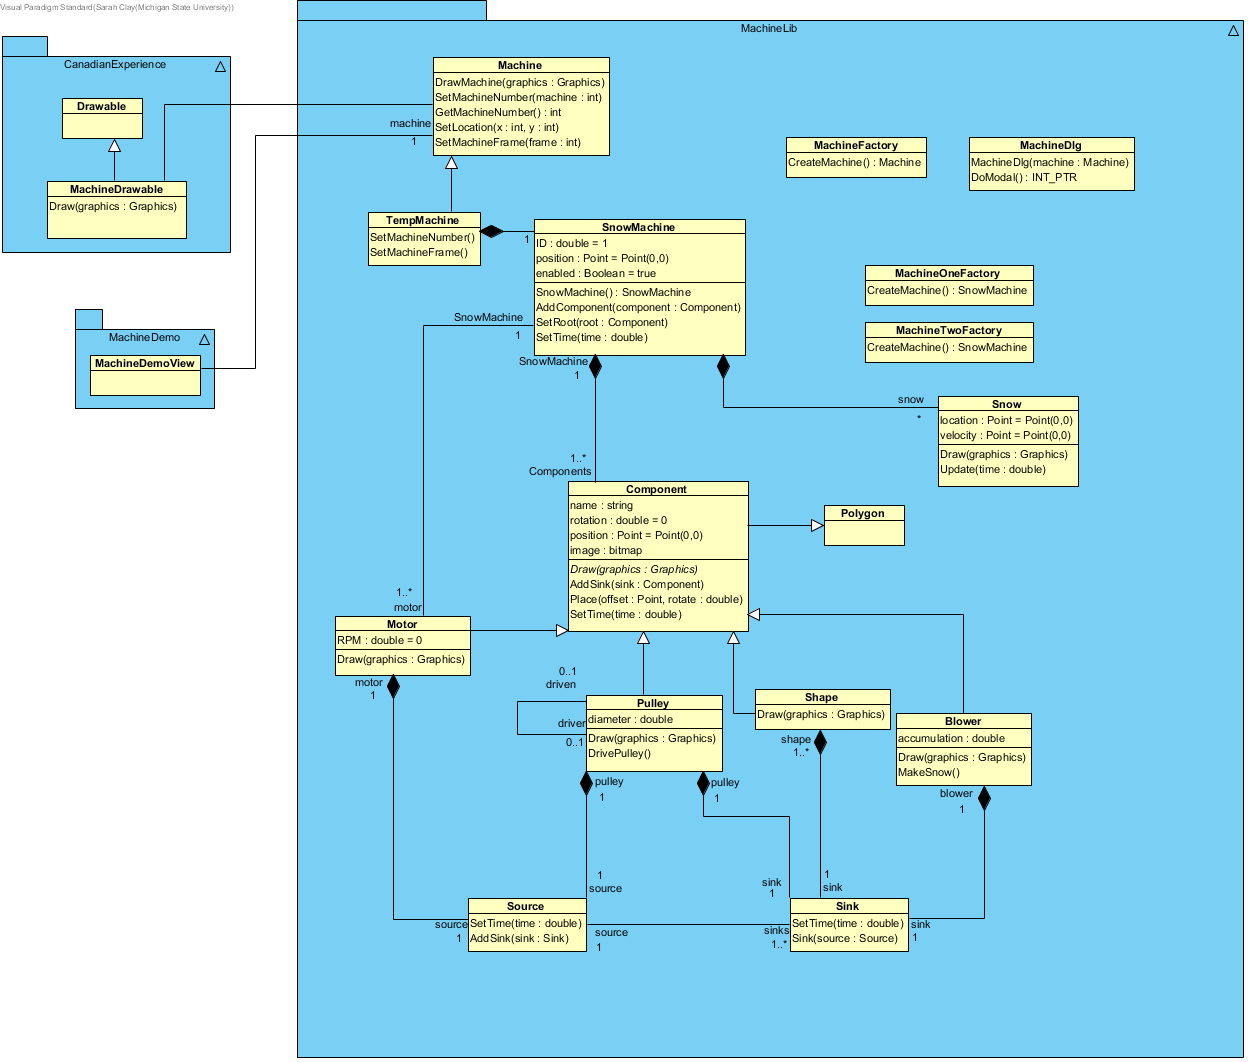 Visual Paradigm Standard(Sarah Clay(Michigan State University))
MachineLib
CanadianExperience
Drawable
MachineDrawable
Draw(graphics : Graphics)
MachineDemo
MachineDemoView
Machine
DrawMachine(graphics : Graphics)
SetMachineNumber(machine : int)
GetMachineNumber() : int
SetLocation(x : int, y : int)
SetMachineFrame(frame : int)
machine
1
MachineFactory
CreateMachine() : Machine
MachineDlg
MachineDlg(machine : Machine)
DoModal() : INT_PTR
TempMachine
SetMachineNumber()
SetMachineFrame()
1
SnowMachine
ID : double = 1
position : Point = Point(0,0)
enabled : Boolean = true
SnowMachine() : SnowMachine
AddComponent(component : Component)
SetRoot(root : Component)
SetTime(time : double)
MachineOneFactory
CreateMachine() : SnowMachine
MachineTwoFactory
CreateMachine() : SnowMachine
SnowMachine
1
SnowMachine
1
snow
*
Snow
location : Point = Point(0,0)
velocity : Point = Point(0,0)
Draw(graphics : Graphics)
Update(time : double)
1..*
Components
Component
name : string
rotation : double = 0
position : Point = Point(0,0)
image : bitmap
Draw(graphics : Graphics)
AddSink(sink : Component)
Place(offset : Point, rotate : double)
SetTime(time : double)
Polygon
1..*
motor
Motor
RPM : double = 0
Draw(graphics : Graphics)
motor
1
0..1
driven
driver
0..1
Pulley
diameter : double
Draw(graphics : Graphics)
DrivePulley()
pulley
1
pulley
1
Shape
Draw(graphics : Graphics)
shape
1..*
Blower
accumulation : double
Draw(graphics : Graphics)
MakeSnow()
blower
1
1
source
sink
1
1
sink
Source
SetTime(time : double)
AddSink(sink : Sink)
source
1
source
1
sinks
1..*
Sink
SetTime(time : double)
Sink(source : Source)
sink
1